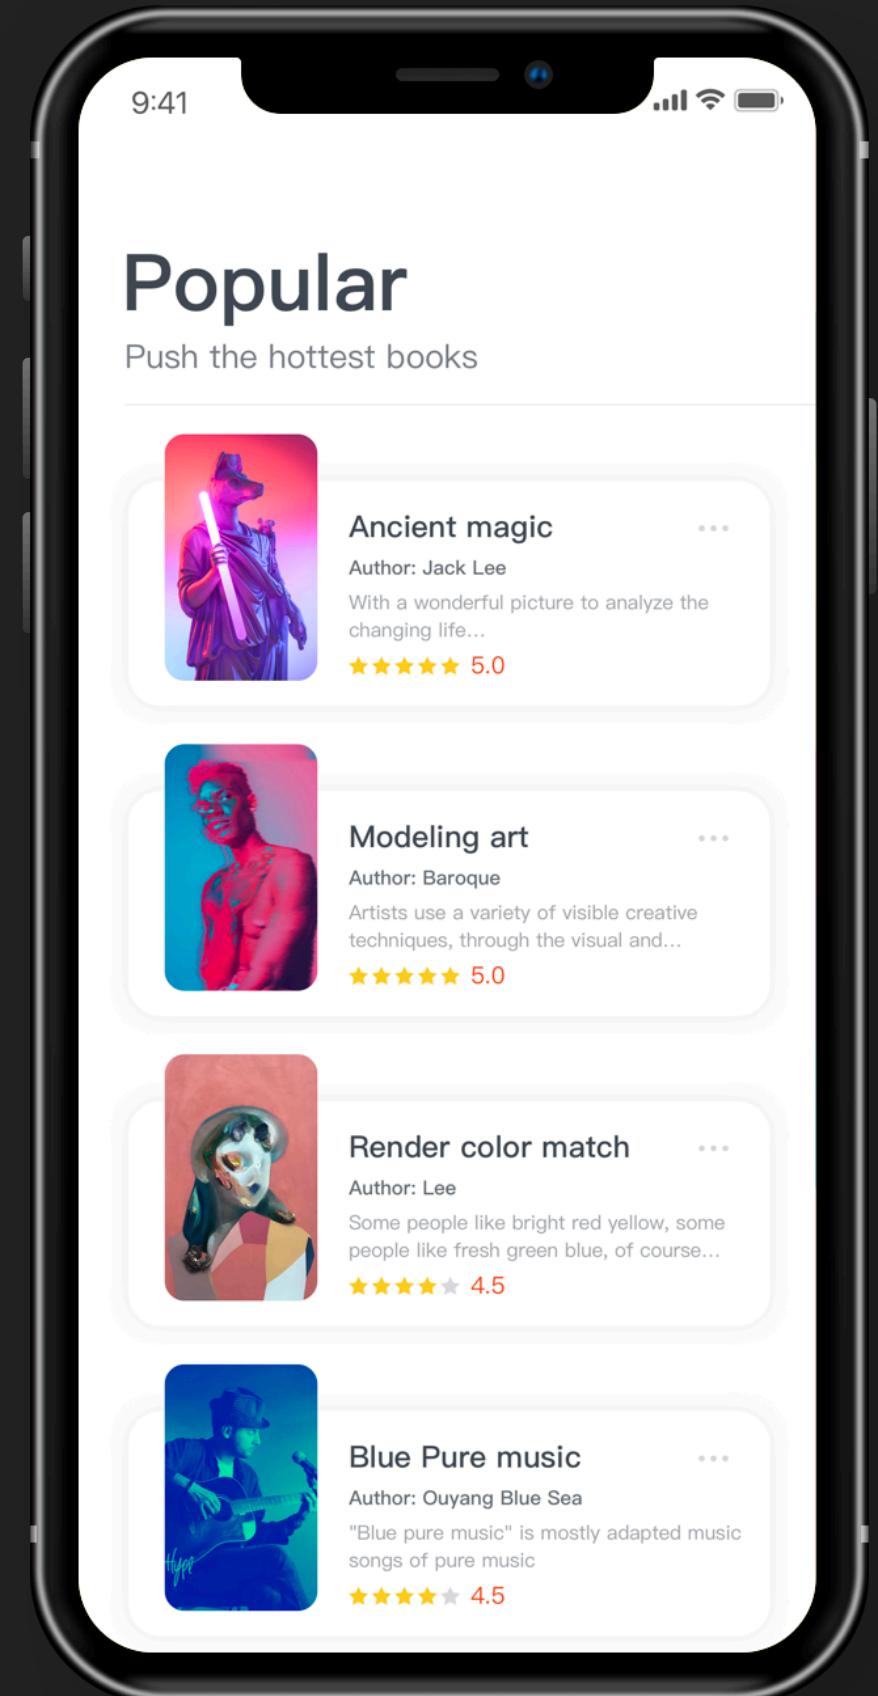 9:41
Popular
Push the hottest books
Ancient magic
Author: Jack Lee
With a wonderful picture to analyze the
changing life...
5.0
Modeling art
Author: Baroque
Artists use a variety of visible creative
techniques, through the visual and...
5.0
Render color match
Author: Lee
Some people like bright red yellow, some
people like fresh green blue, of course...
4.5
Blue Pure music
Author: Ouyang Blue Sea
"Blue pure music" is mostly adapted music
songs of pure music
Hype
4.5